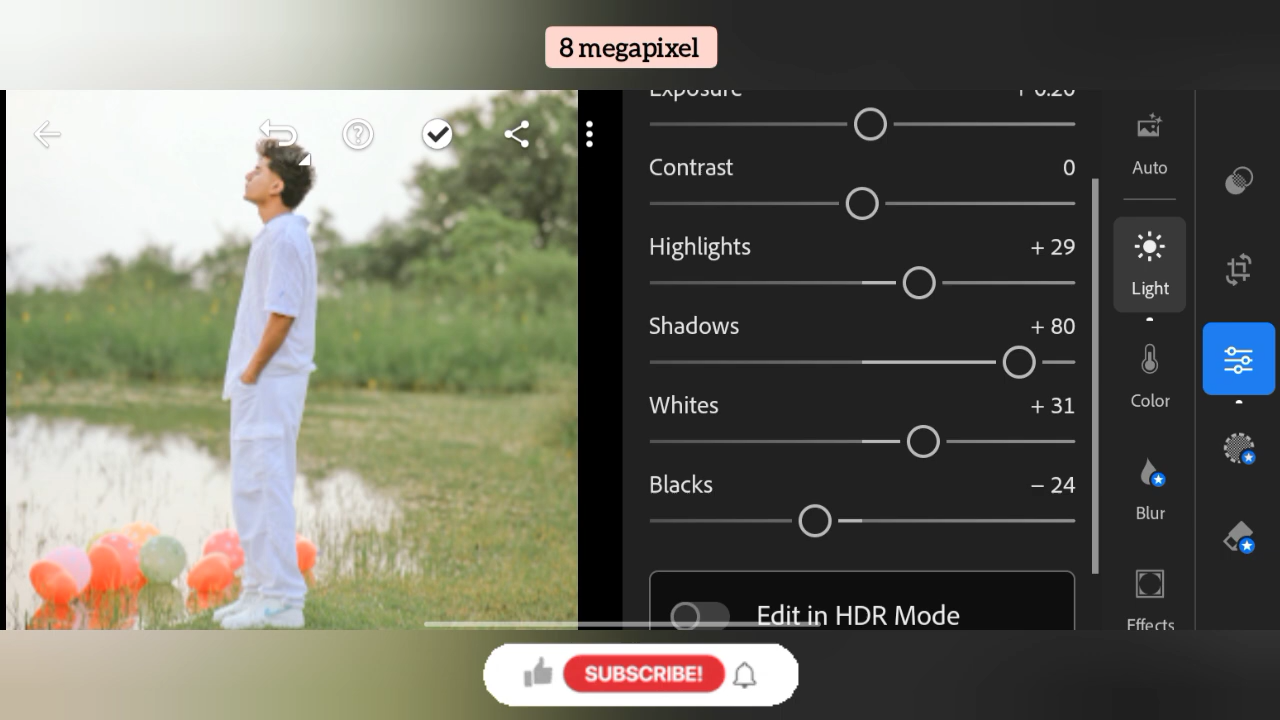 8 megapixel
Exposure
Contrast 0
Highlights + 29
Shadows + 80
Whites + 31
Blacks − 24
Edit in HDR Mode
Auto
Light
Color
Blur
Effects
SUBSCRIBE!